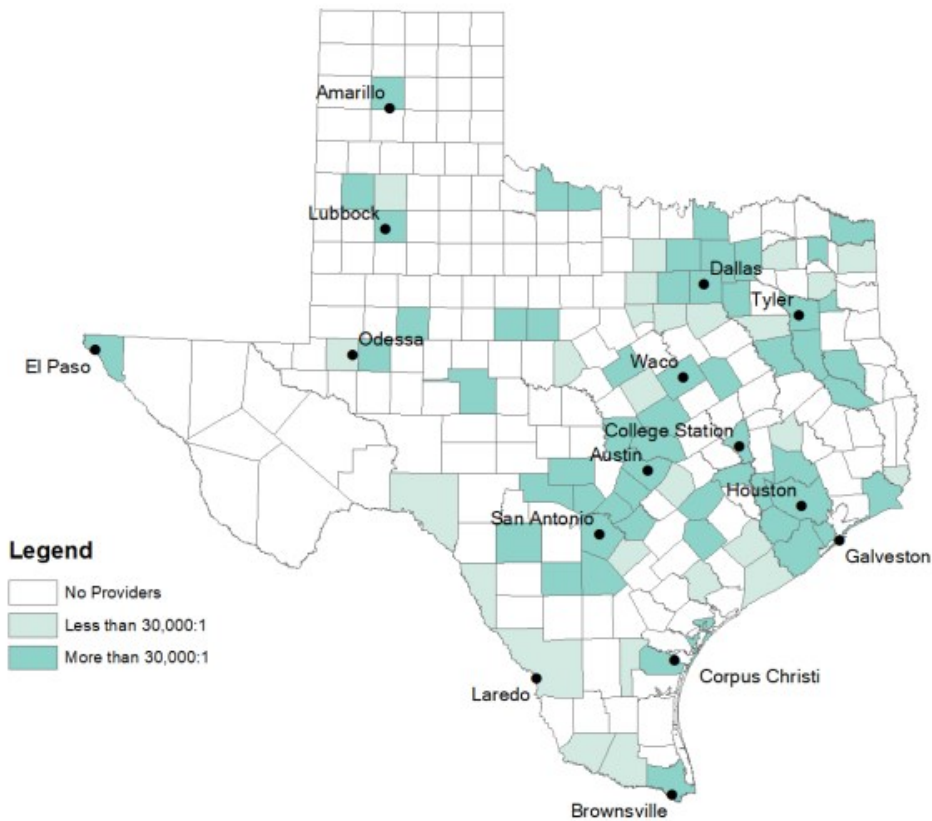 Amarillo
Lubbock
Dallas
Tyler
Odessa
El Paso
Waco
College Station
Austin
Houston
San Antonio
Galveston
Legend
No Providers
Less than 30,000:1
More than 30,000:1
Corpus Christi
Laredo
Brownsville